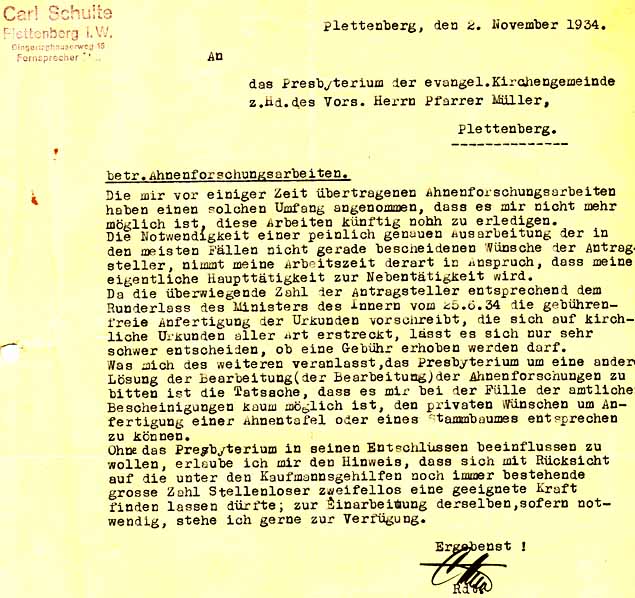 Carl Schulte
Plettenberg i.W.
Fernsprecher
Plettenberg, den 2. November 1934.
An
das Presbyterium der evangel.Kirchengemeinde
z.Hd.des Vors. Herrn Pfarrer Müller,
Plettenberg.
betr.Ahnenforschungsarbeiten.
Die mir vor einiger Zeit übertragenen Ahnenforschungsarbeiten
haben einen solchen Umfang angenommen, dass es mir nicht mehr
möglich ist, diese Arbeiten künftig nohh zu erledigen.
Die Notwendigkeit einer peinlich genauen Ausarbeitung der in
den meisten Fällen nicht gerade bescheidenen Wünsche der Antrag-
steller, nimmt meine Arbeitszeit derart in Anspruch, dass meine
eigentliche Haupttätigkeit zur Nebentätigkeit wird.
Da die überwiegende Zahl der Antragsteller entsprechend dem
Runderlass des Ministers des Innern vom 25.6.34 die gebühren-
freie Anfertigung der Urkunden vorschreibt, die sich auf kirch-
liche Urkunden aller Art erstreckt, lässt es sich nur sehr
schwer entscheiden, ob eine Gebühr erhoben werden darf.
Was mich des weiteren veranlasst,das Presbyterium um eine ander
Lösung der Bearbeitung(der Bearbeitung)der Ahnenforschungen zu
bitten ist die Tatsache, dass es mir bei der Fülle der amtliche
Bescheinigungen kaum möglich ist, den privaten Wünschen um An-
fertigung einer Ahnentafel oder eines Stammbaumes entsprechen
zu können.
Ohne das Presbyterium in seinen Entschlüssen beeinflussen zu
wollen, erlaube ich mir den Hinweis, dass sich mit Rücksicht
auf die unter den Kaufmannsgehilfen noch immer bestehende
grosse Zahl Stellenloser zweifellos eine geeignete Kraft
finden lassen dürfte; zur Einarbeitung derselben,sofern not-
wendig, stehe ich gerne zur Verfügung.
Ergebenst !